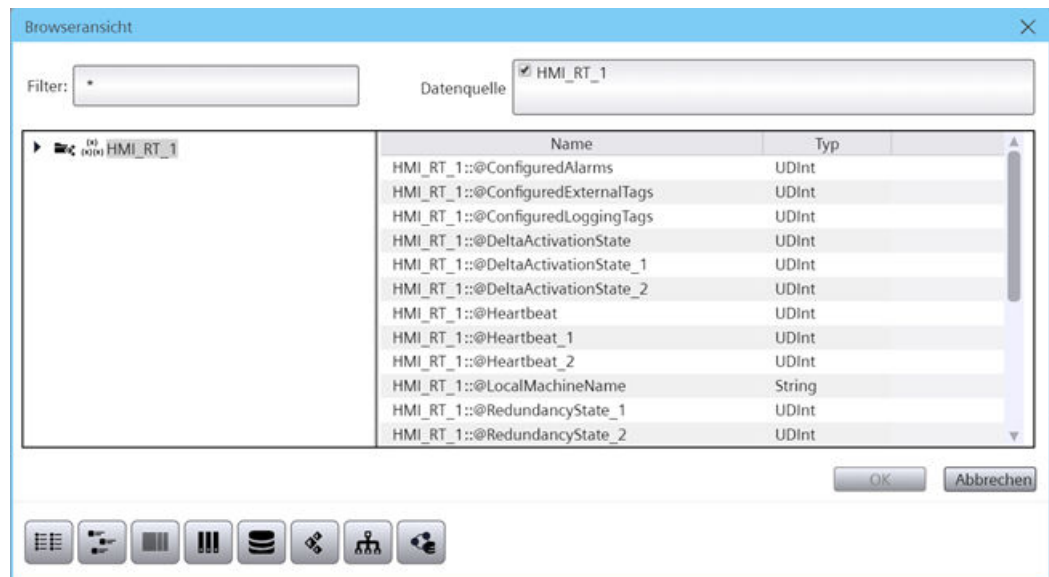 Browseransicht
Filter: *
Datenquelle HMI_RT_1
HMI_RT_1
Name Typ
HMI_RT_1::@ConfiguredAlarms UDInt
HMI_RT_1::@ConfiguredExternalTags UDInt
HMI_RT_1::@ConfiguredLoggingTags UDInt
HMI_RT_1::@DeltaActivationState UDInt
HMI_RT_1::@DeltaActivationState_1 UDInt
HMI_RT_1::@DeltaActivationState_2 UDInt
HMI_RT_1::@Heartbeat UDInt
HMI_RT_1::@Heartbeat_1 UDInt
HMI_RT_1::@Heartbeat_2 UDInt
HMI_RT_1::@LocalMachineName String
HMI_RT_1::@RedundancyState_1 UDInt
HMI_RT_1::@RedundancyState_2 UDInt
OK Abbrechen